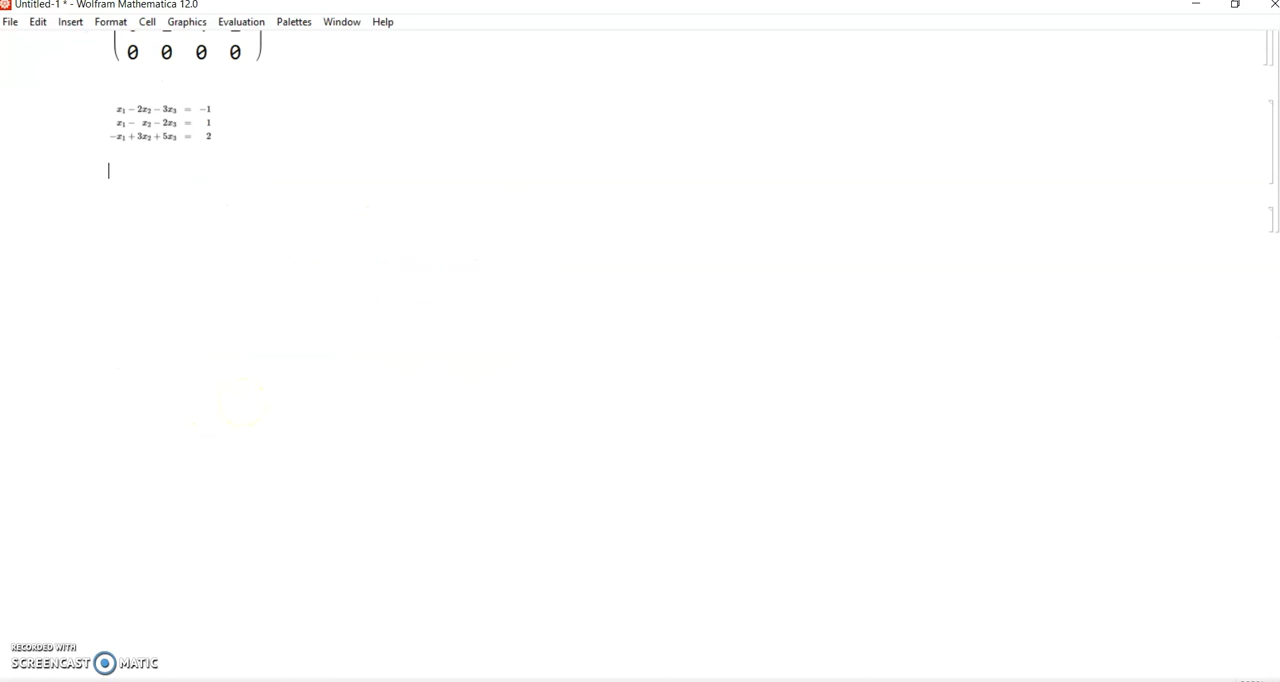 Untitled-1 * - Wolfram Mathematica 12.0
File Edit Insert Format Cell Graphics Evaluation Palettes Window Help
0 0 0 0
x₁ − 2x₂ − 3x₃ = −1
x₁ − x₂ − 2x₃ = 1
−x₁ + 3x₂ + 5x₃ = 2
RECORDED WITH
SCREENCAST MATIC